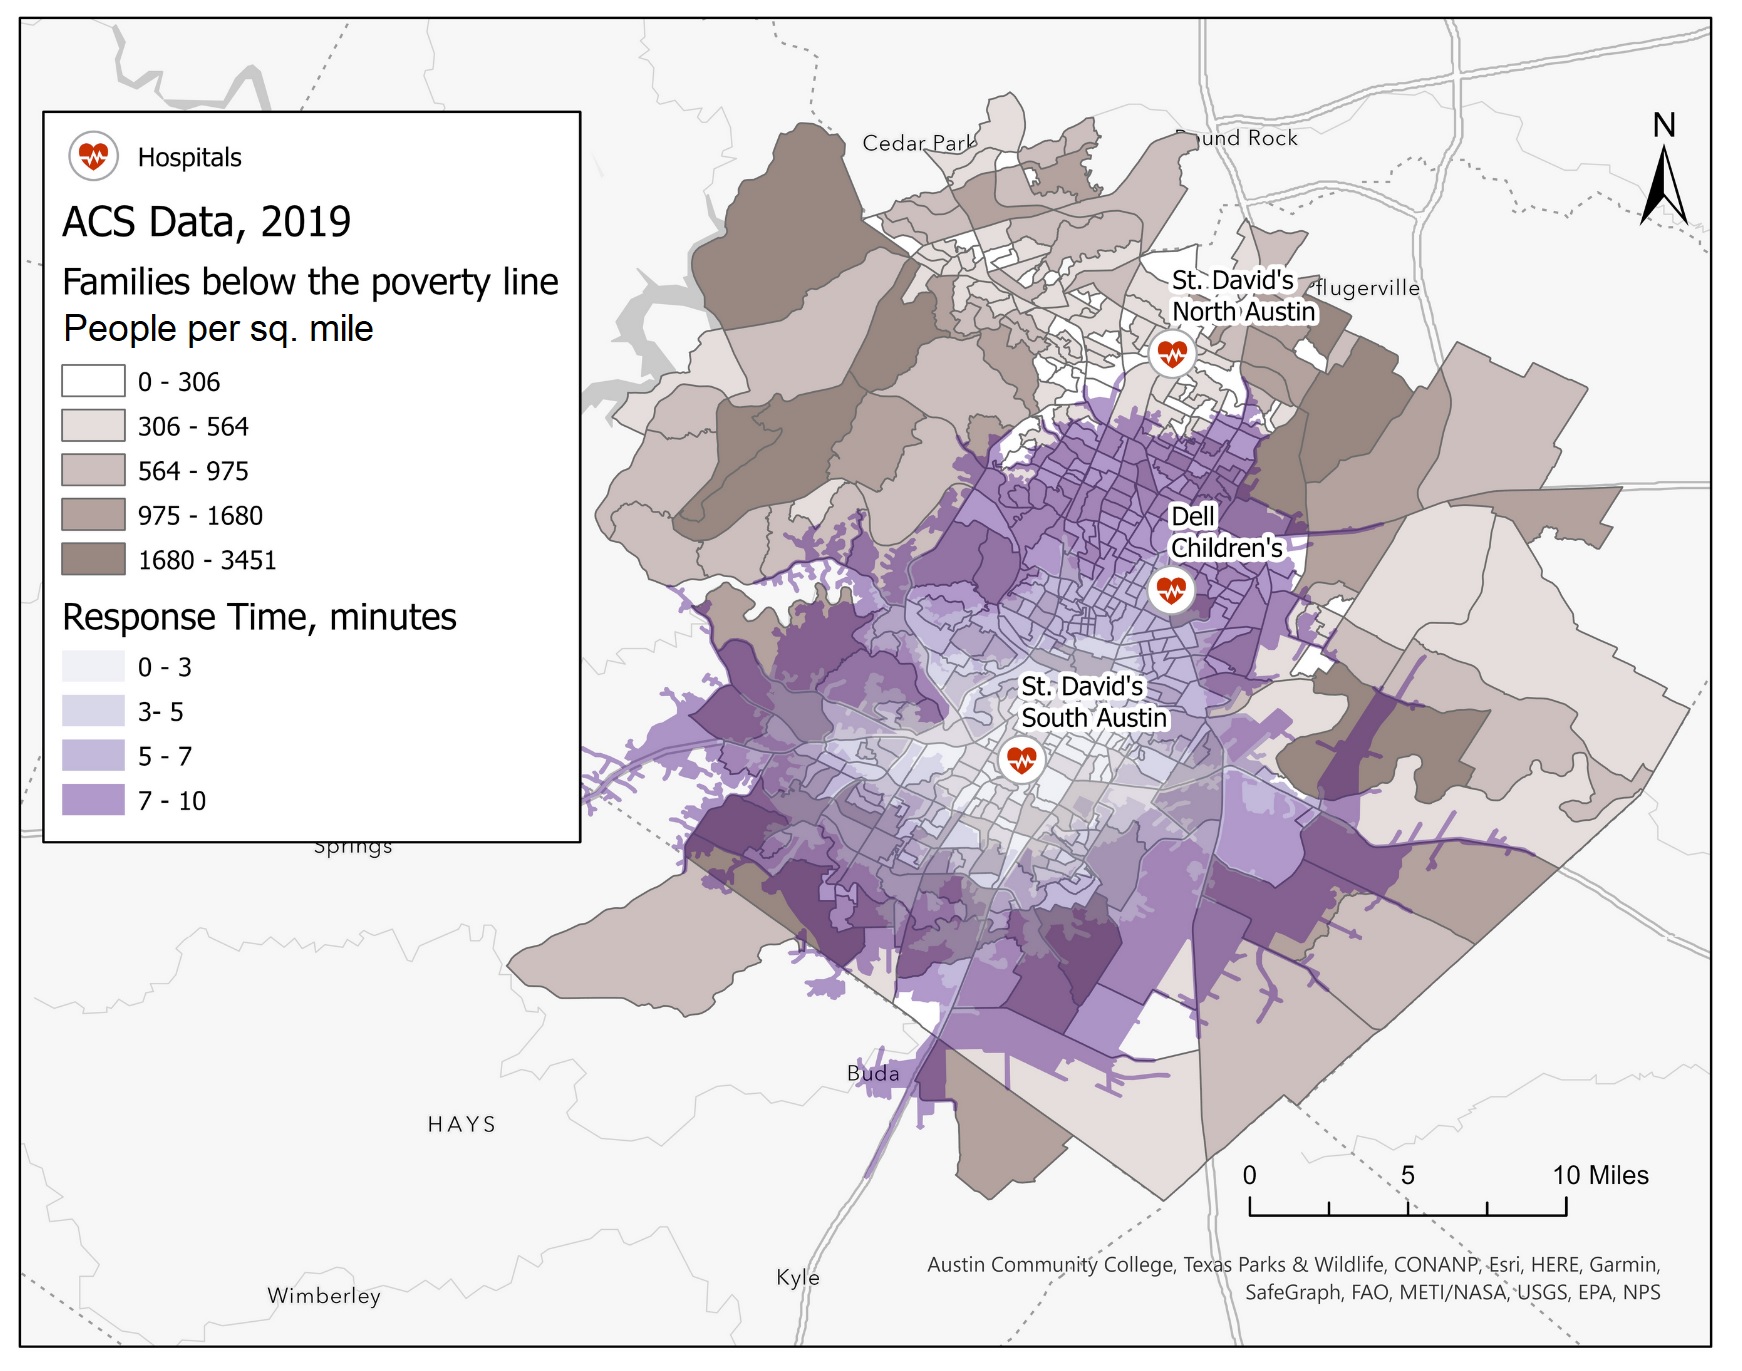 Hospitals
ACS Data, 2019
Families below the poverty line
People per sq. mile
0 - 306
306 - 564
564 - 975
975 - 1680
1680 - 3451
Response Time, minutes
0 - 3
3- 5
5 - 7
7 - 10
Cedar Park
ound Rock
N
St. David's
North Austin
flugerville
Dell
Children's
St. David's
South Austin
Springs
Buda
HAYS
0 5 10 Miles
Kyle
Wimberley
Austin Community College, Texas Parks & Wildlife, CONANP, Esri, HERE, Garmin,
SafeGraph, FAO, METI/NASA, USGS, EPA, NPS